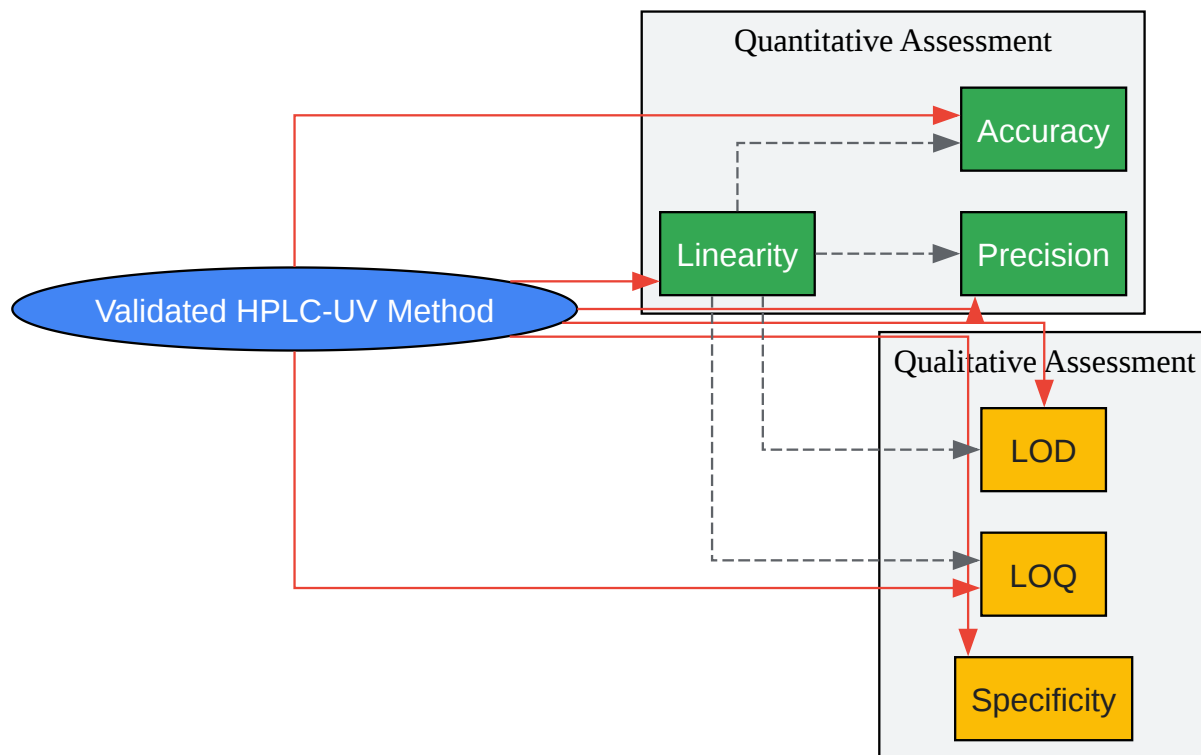 Quantitative Assessment
Accuracy
Linearity
Precision
Validated HPLC-UV Method
Qualitative Assessment
LOD
LOQ
Specificity